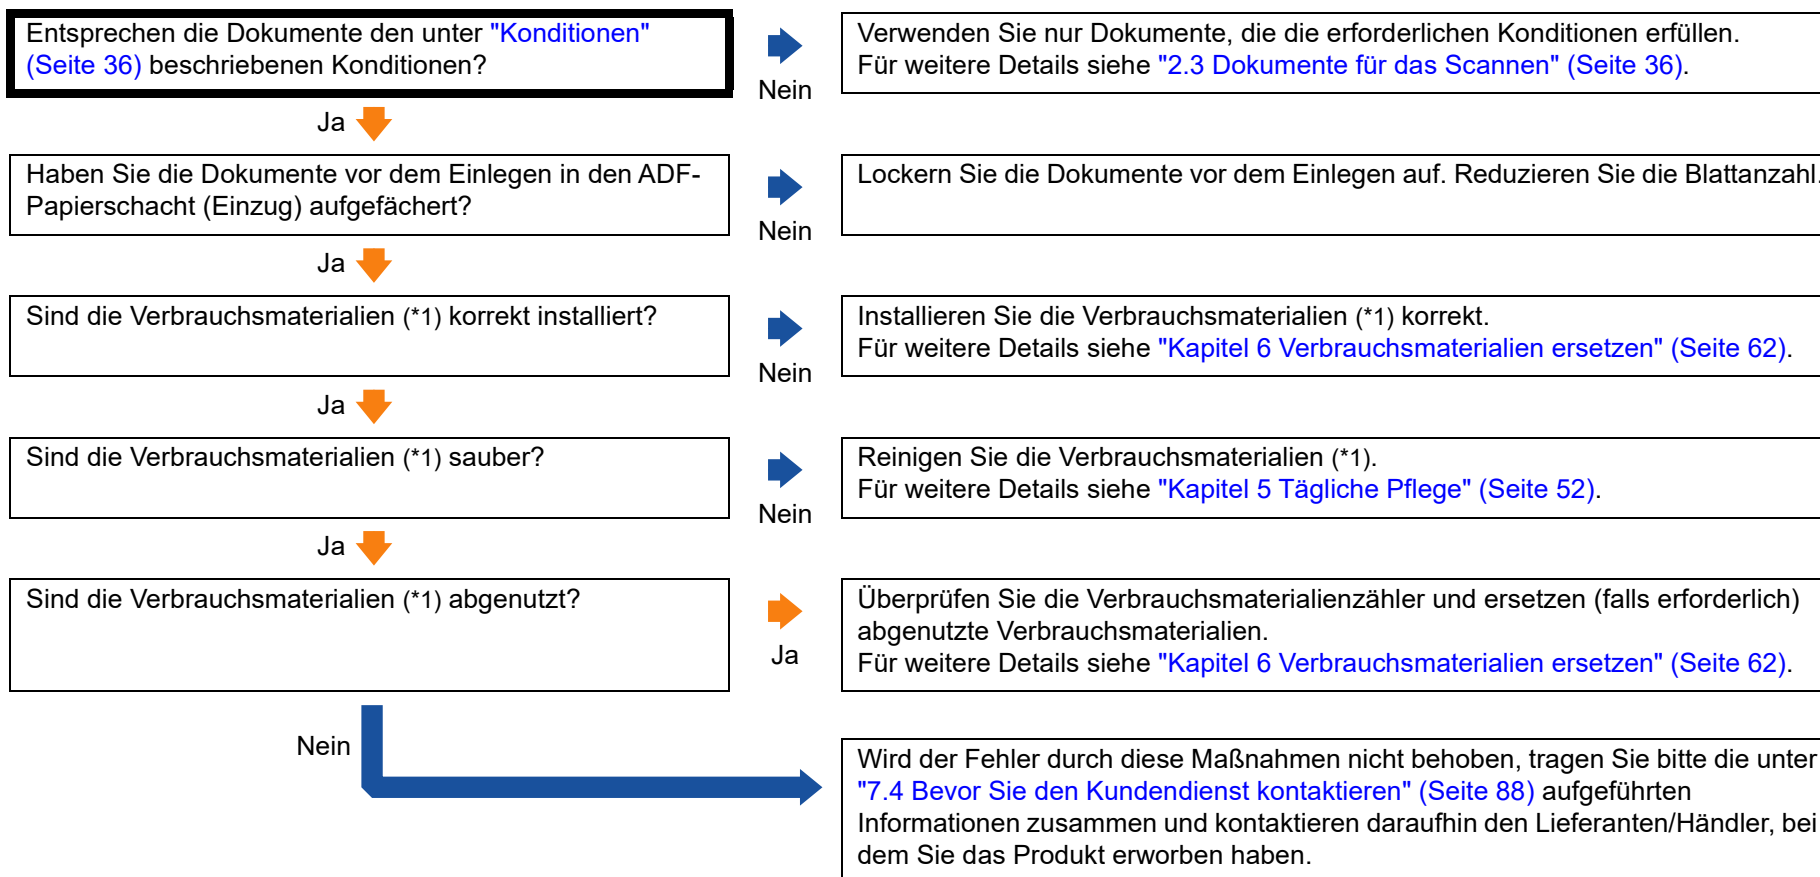 Entsprechen die Dokumente den unter "Konditionen"
(Seite 36) beschriebenen Konditionen?
Nein
Verwenden Sie nur Dokumente, die die erforderlichen Konditionen erfüllen.
Für weitere Details siehe "2.3 Dokumente für das Scannen" (Seite 36).
Ja
Haben Sie die Dokumente vor dem Einlegen in den ADF-
Papierschacht (Einzug) aufgefächert?
Nein
Lockern Sie die Dokumente vor dem Einlegen auf. Reduzieren Sie die Blattanzahl.
Ja
Sind die Verbrauchsmaterialien (*1) korrekt installiert?
Nein
Installieren Sie die Verbrauchsmaterialien (*1) korrekt.
Für weitere Details siehe "Kapitel 6 Verbrauchsmaterialien ersetzen" (Seite 62).
Ja
Sind die Verbrauchsmaterialien (*1) sauber?
Nein
Reinigen Sie die Verbrauchsmaterialien (*1).
Für weitere Details siehe "Kapitel 5 Tägliche Pflege" (Seite 52).
Ja
Sind die Verbrauchsmaterialien (*1) abgenutzt?
Ja
Überprüfen Sie die Verbrauchsmaterialienzähler und ersetzen (falls erforderlich)
abgenutzte Verbrauchsmaterialien.
Für weitere Details siehe "Kapitel 6 Verbrauchsmaterialien ersetzen" (Seite 62).
Nein
Wird der Fehler durch diese Maßnahmen nicht behoben, tragen Sie bitte die unter
"7.4 Bevor Sie den Kundendienst kontaktieren" (Seite 88) aufgeführten
Informationen zusammen und kontaktieren daraufhin den Lieferanten/Händler, bei
dem Sie das Produkt erworben haben.